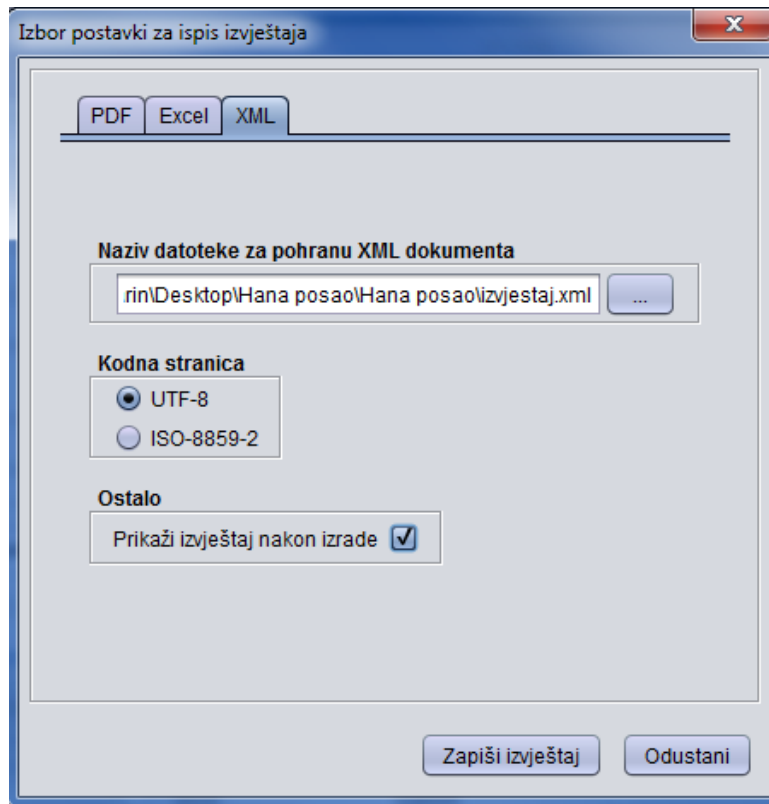 Izbor postavki za ispis izvještaja
PDF Excel XML
Naziv datoteke za pohranu XML dokumenta
rin\Desktop\Hana posao\Hana posao\izvjestaj.xml ...
Kodna stranica
UTF-8
ISO-8859-2
Ostalo
Prikaži izvještaj nakon izrade
Zapiši izvještaj Odustani